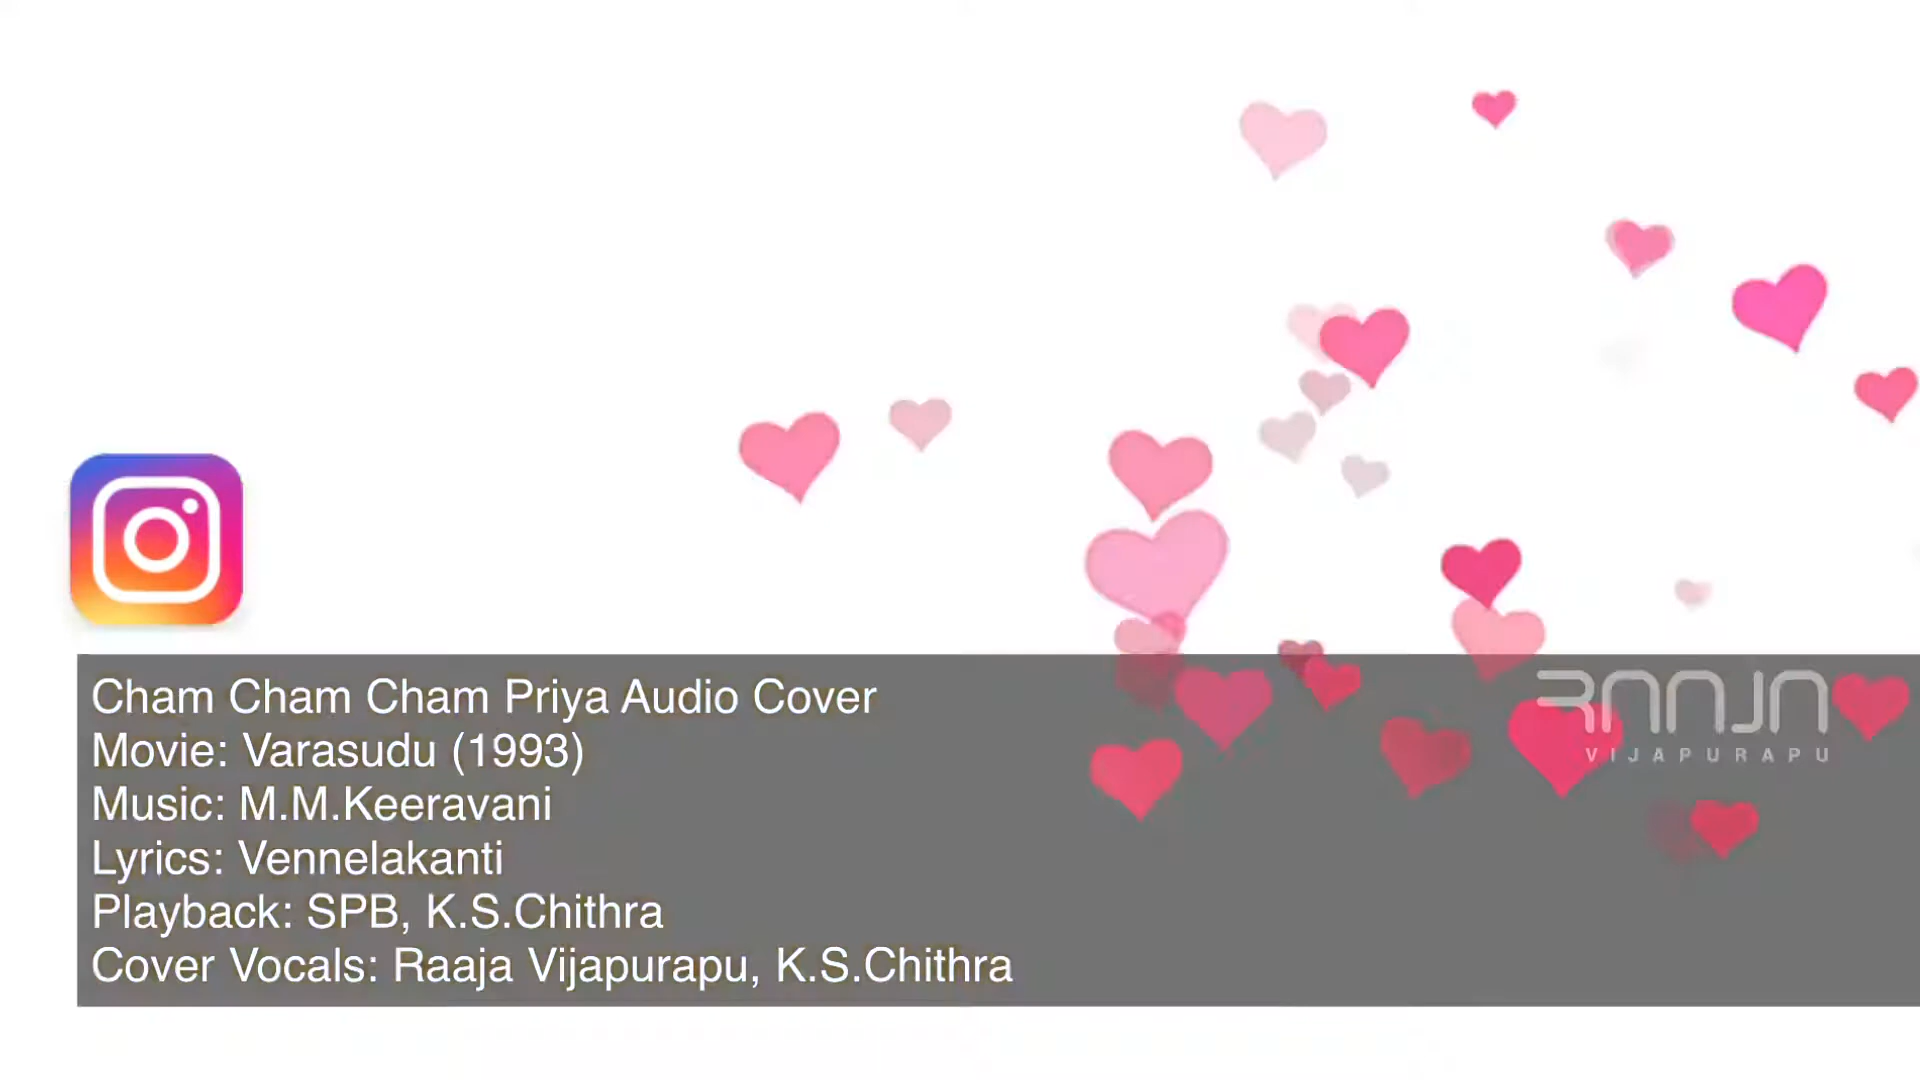 Cham Cham Cham Priya Audio Cover
Movie: Varasudu (1993)
Music: M.M.Keeravani
Lyrics: Vennelakanti
Playback: SPB, K.S.Chithra
Cover Vocals: Raaja Vijapurapu, K.S.Chithra
RAAJA
VIJAPURAPU